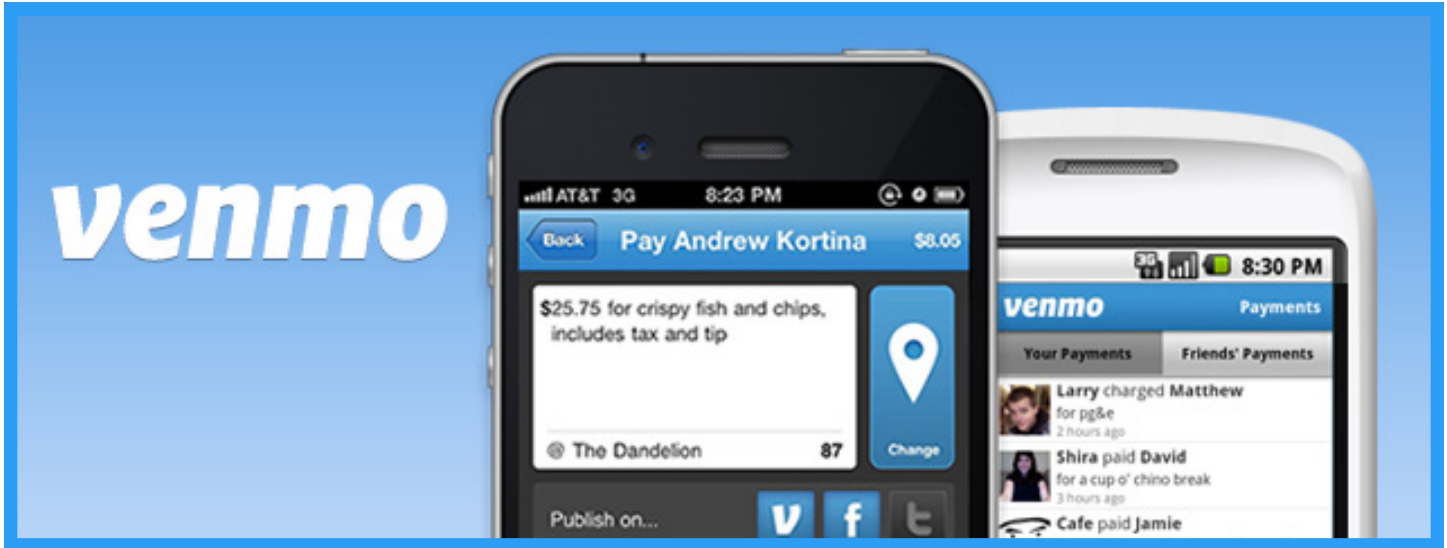 venmo
AT&T 3G 8:23 PM
Back Pay Andrew Kortina $8.05
$25.75 for crispy fish and chips,
includes tax and tip
@ The Dandelion 87
Change
Publish on...
v f t
3G 8:30 PM
venmo Payments
Your Payments Friends' Payments
Larry charged Matthew
for pg&e
2 hours ago
Shira paid David
for a cup o' chino break
3 hours ago
Cafe paid Jamie